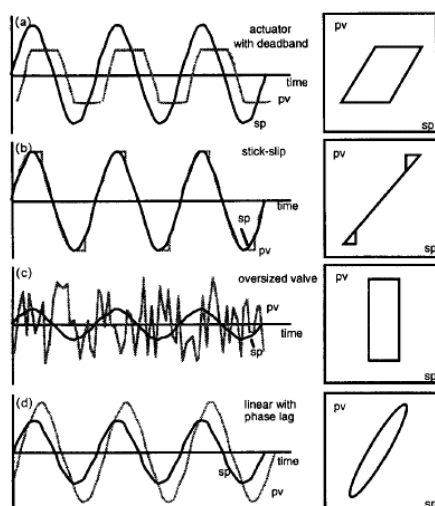 (a)
actuator
with deadband
time
pv
sp
pv
sp
(b)
stick-slip
time
sp
pv
pv
sp
(c)
oversized valve
pv
time
sp
pv
sp
(d)
linear with
phase lag
time
sp
pv
pv
sp